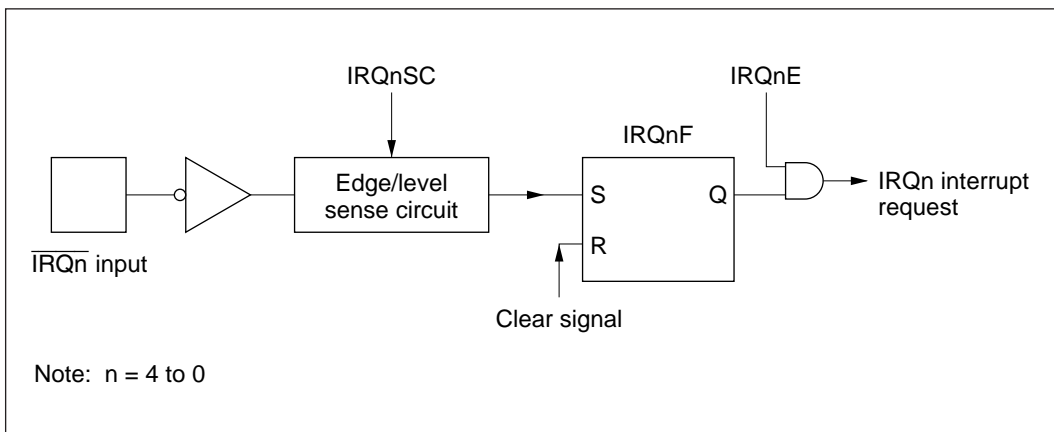 IRQnSC
IRQnE
IRQnF
Edge/level
sense circuit
S
Q
R
IRQn interrupt
request
IRQn input
Clear signal
Note: n = 4 to 0